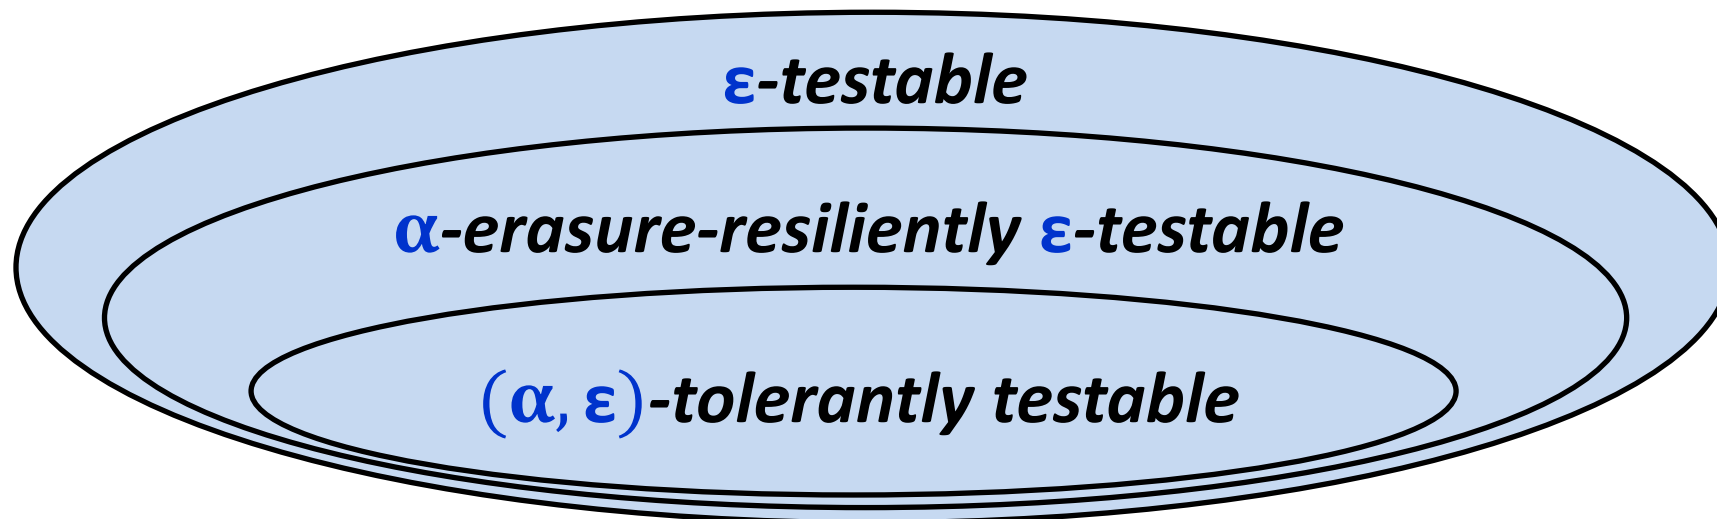 ε-testable
α-erasure-resiliently ε-testable
(α, ε)-tolerantly testable